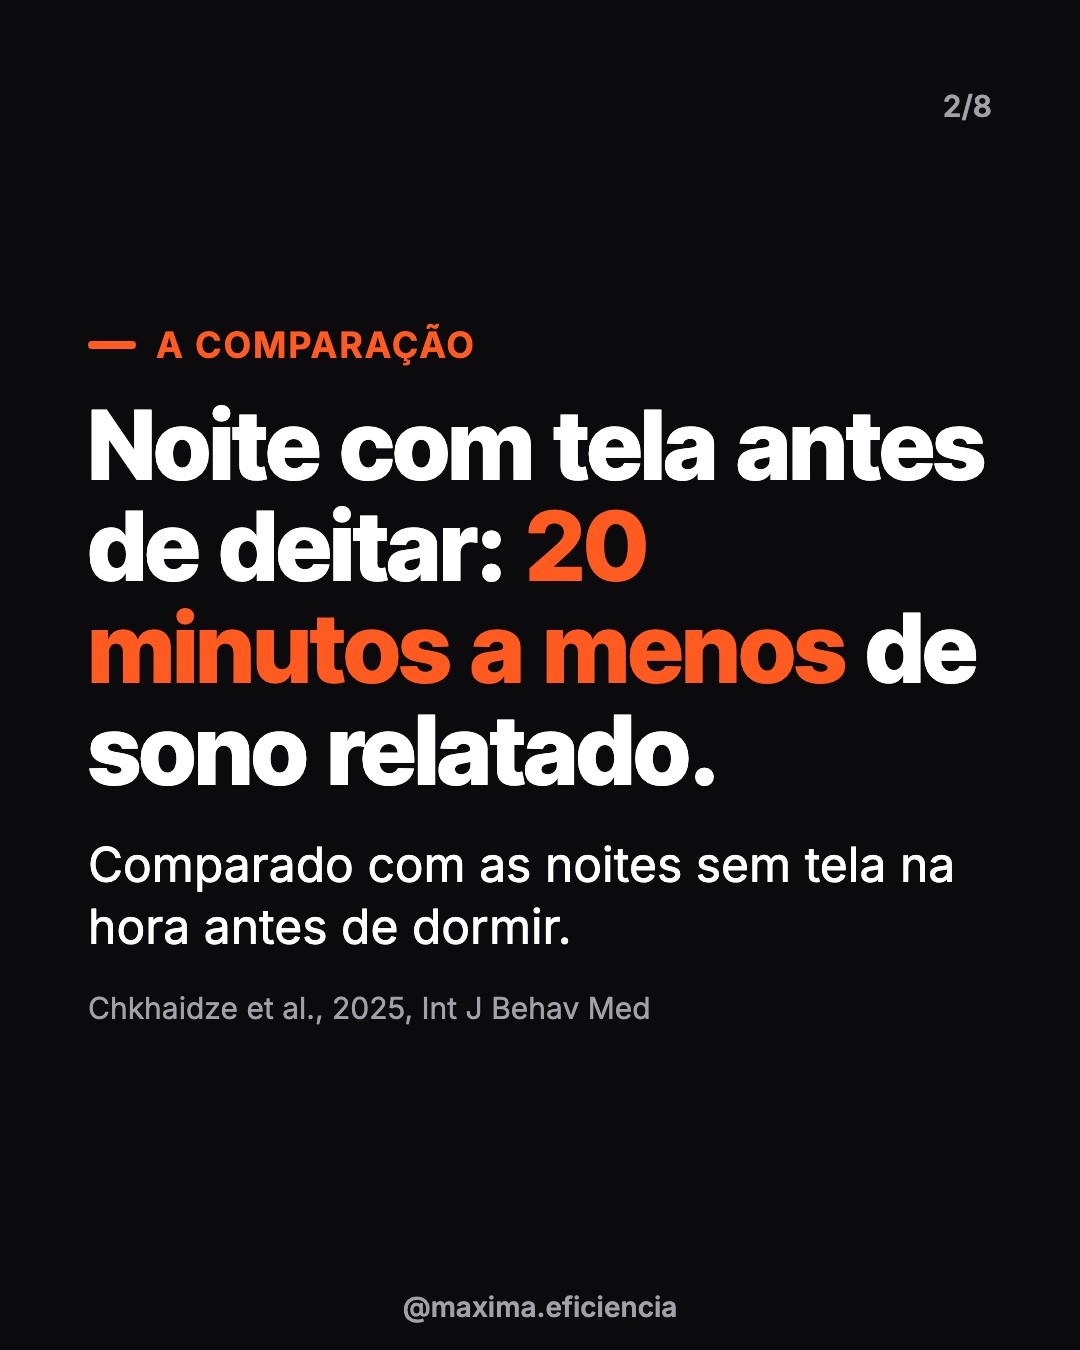 2/8
A COMPARAÇÃO
Noite com tela antes
de deitar: 20
minutos a menos de
sono relatado.
Comparado com as noites sem tela na
hora antes de dormir.
Chkhaidze et al., 2025, Int J Behav Med
@maxima.eficiencia